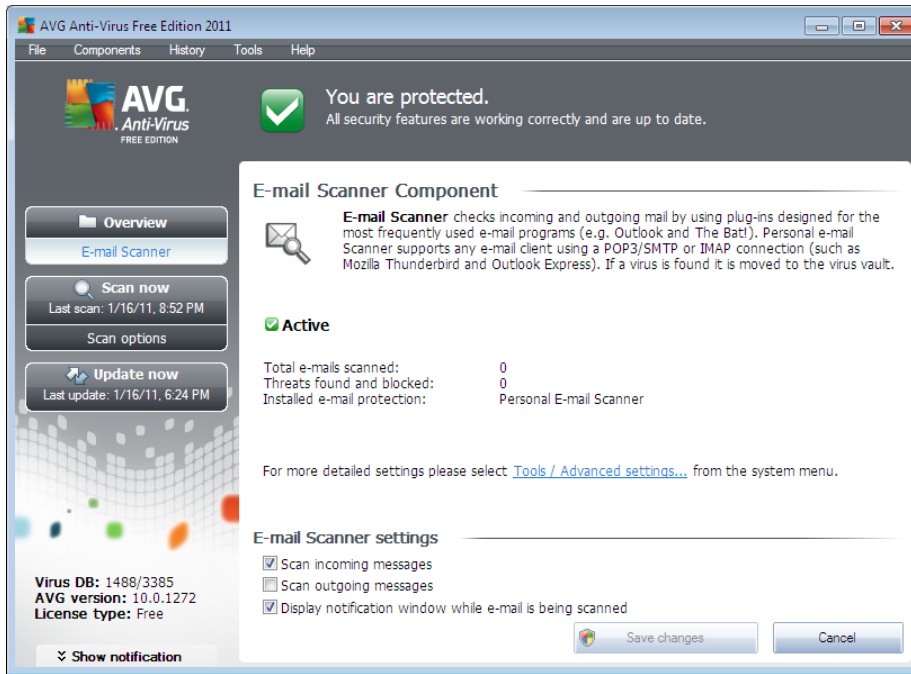 AVG Anti-Virus Free Edition 2011
File Components History Tools Help
AVG.
Anti-Virus
FREE EDITION
You are protected.
All security features are working correctly and are up to date.
Overview
E-mail Scanner
Scan now
Last scan: 1/16/11, 8:52 PM
Scan options
Update now
Last update: 1/16/11, 6:24 PM
Virus DB: 1488/3385
AVG version: 10.0.1272
License type: Free
Show notification
E-mail Scanner Component
E-mail Scanner checks incoming and outgoing mail by using plug-ins designed for the
most frequently used e-mail programs (e.g. Outlook and The Bat!). Personal e-mail
Scanner supports any e-mail client using a POP3/SMTP or IMAP connection (such as
Mozilla Thunderbird and Outlook Express). If a virus is found it is moved to the virus vault.
Active
Total e-mails scanned: 0
Threats found and blocked: 0
Installed e-mail protection: Personal E-mail Scanner
For more detailed settings please select Tools / Advanced settings... from the system menu.
E-mail Scanner settings
Scan incoming messages
Scan outgoing messages
Display notification window while e-mail is being scanned
Save changes Cancel